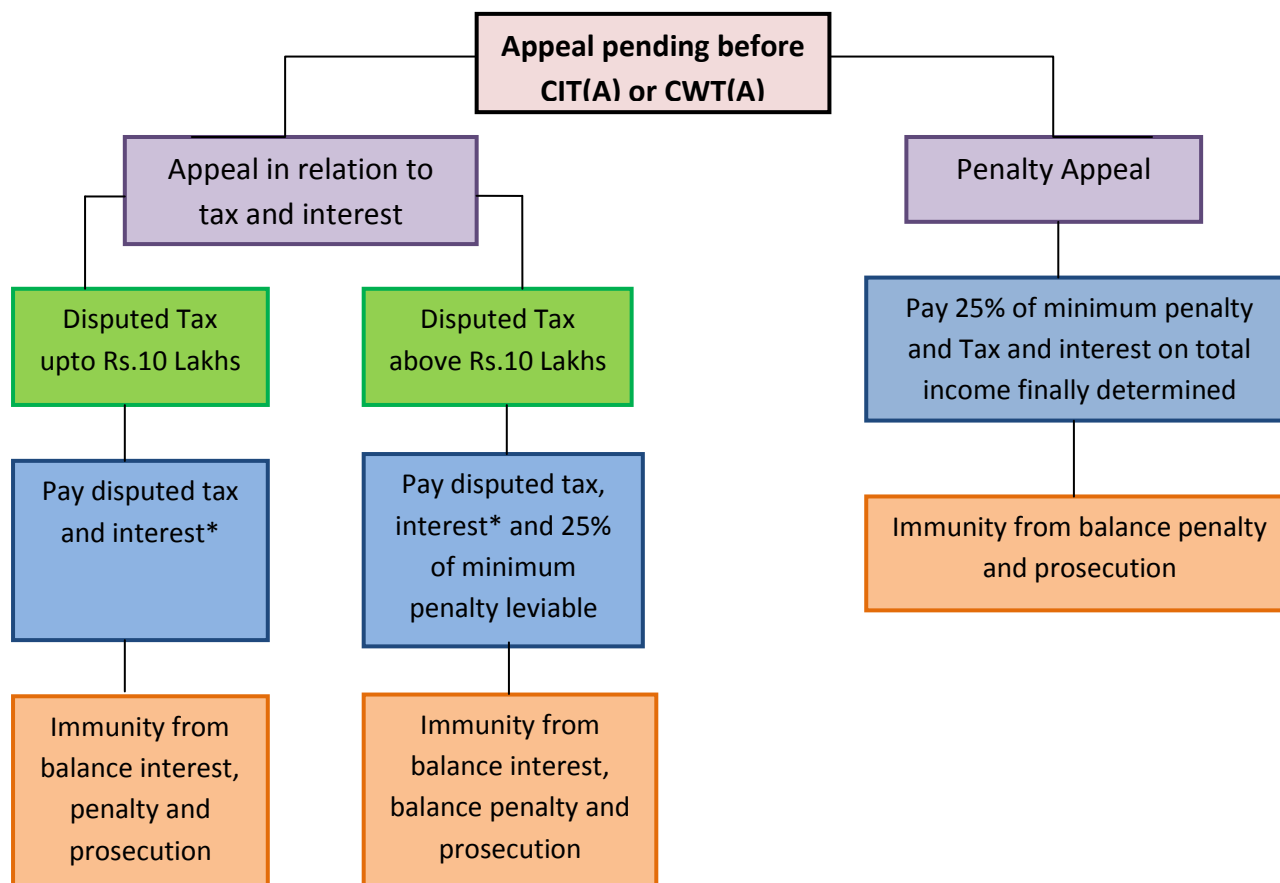 Appeal pending before
CIT(A) or CWT(A)
Appeal in relation to
tax and interest
Penalty Appeal
Disputed Tax
upto Rs.10 Lakhs
Disputed Tax
above Rs.10 Lakhs
Pay 25% of minimum penalty
and Tax and interest on total
income finally determined
Pay disputed tax
and interest*
Pay disputed tax,
interest* and 25%
of minimum
penalty leviable
Immunity from balance penalty
and prosecution
Immunity from
balance interest,
penalty and
prosecution
Immunity from
balance interest,
balance penalty and
prosecution